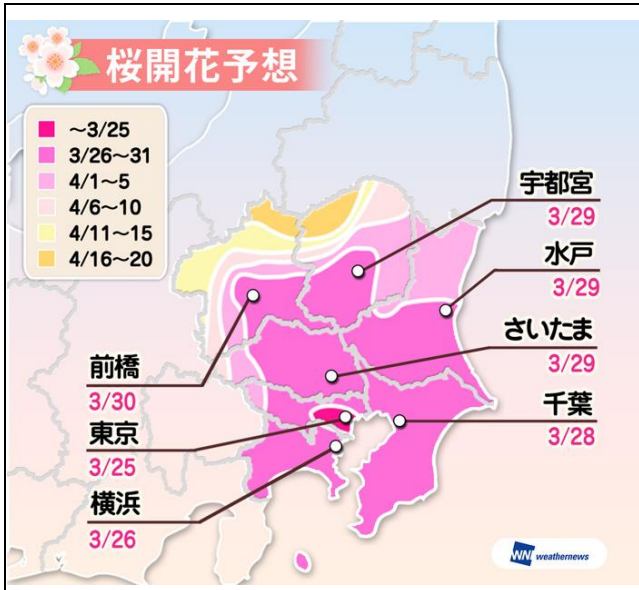 桜開花予想
～3/25
3/26～31
4/1～5
4/6～10
4/11～15
4/16～20
宇都宮
3/29
水戸
3/29
さいたま
3/29
千葉
3/28
前橋
3/30
東京
3/25
横浜
3/26
WNI weathernews